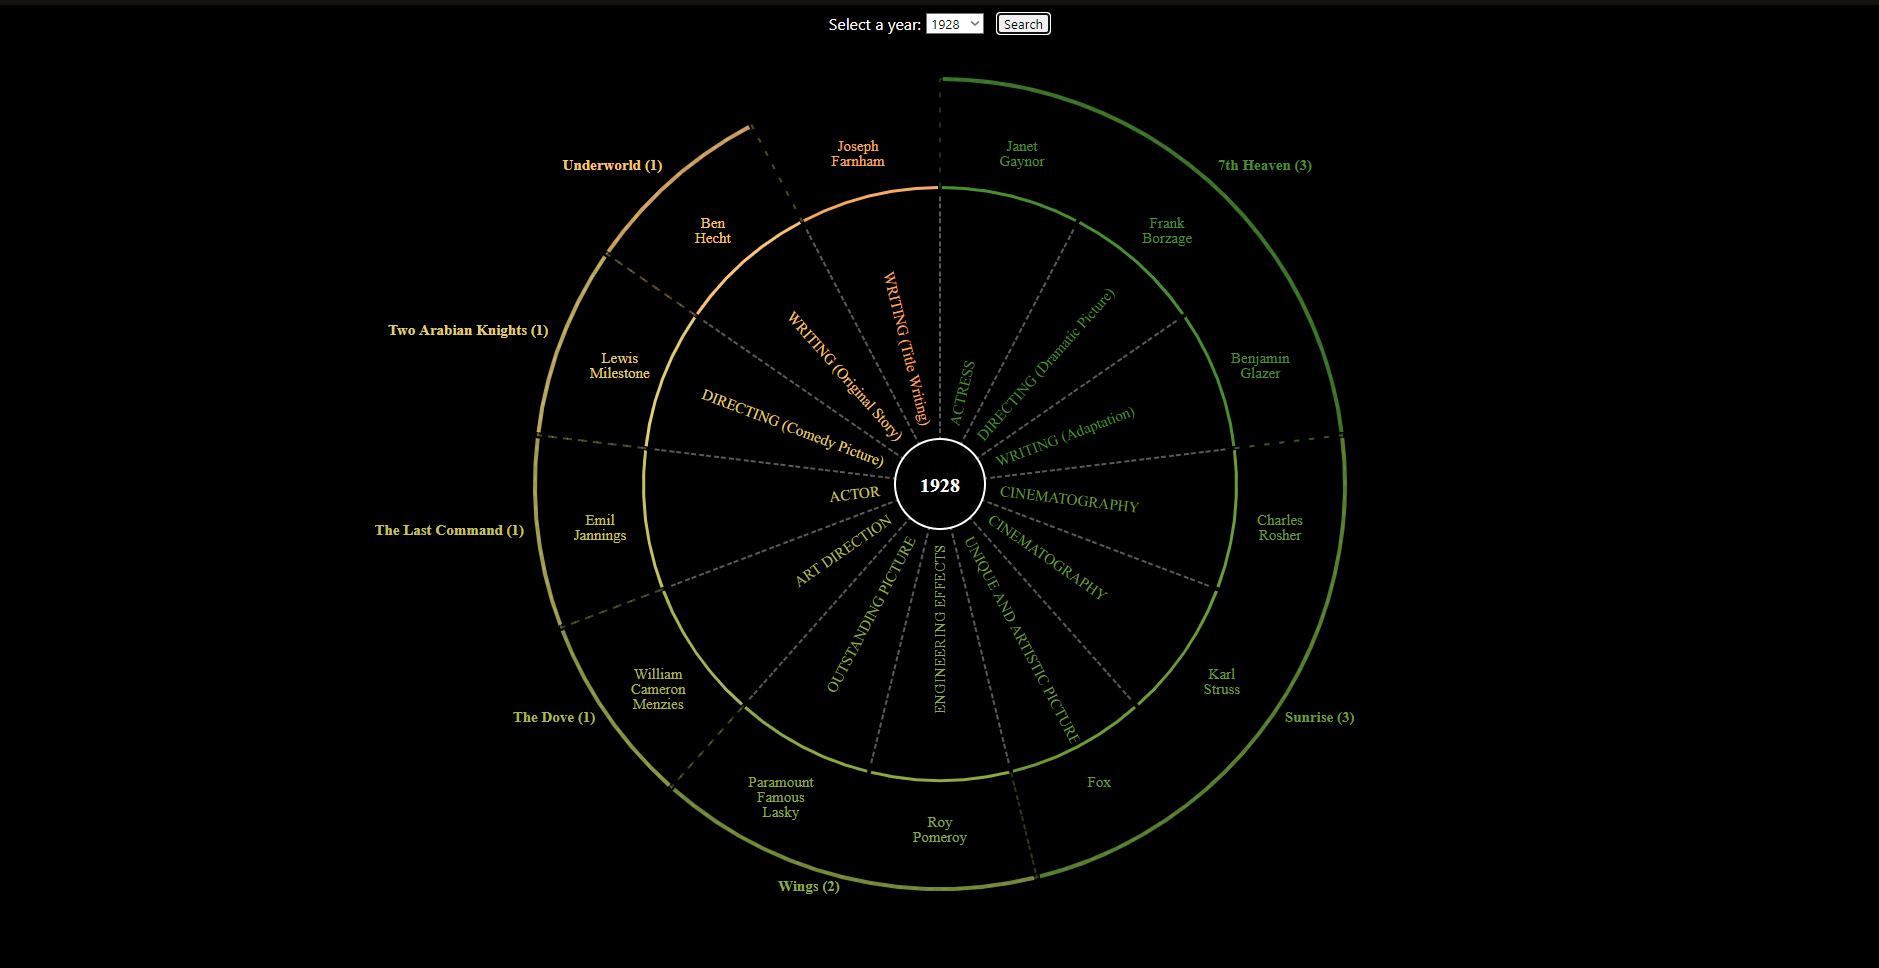 Select a year: 1928 Search
Joseph
Farnham
Janet
Gaynor
Underworld (1)
7th Heaven (3)
Ben
Hecht
Frank
Borzage
Two Arabian Knights (1)
Lewis
Milestone
Benjamin
Glazer
WRITING (Title Writing)
WRITING (Original Story)
DIRECTING (Comedy Picture)
ACTRESS
DIRECTING (Dramatic Picture)
WRITING (Adaptation)
1928
ACTOR
CINEMATOGRAPHY
The Last Command (1)
Emil
Jannings
Charles
Rosher
ART DIRECTION
CINEMATOGRAPHY
OUTSTANDING PICTURE
ENGINEERING EFFECTS
UNIQUE AND ARTISTIC PICTURE
William
Cameron
Menzies
Karl
Struss
The Dove (1)
Sunrise (3)
Paramount
Famous
Lasky
Fox
Roy
Pomeroy
Wings (2)